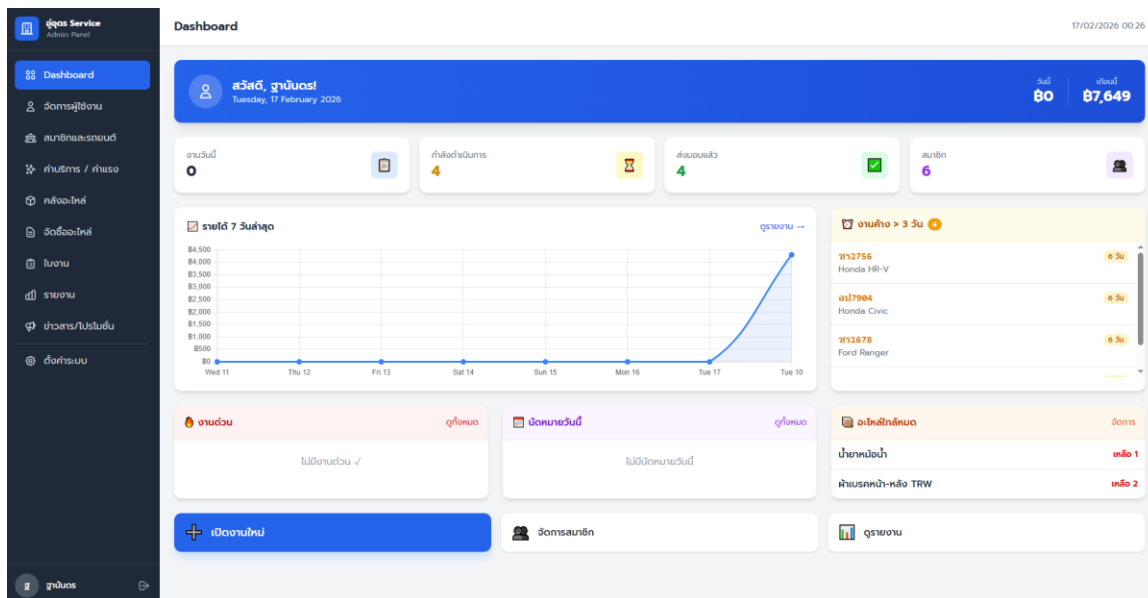 อู่อุดร Service
Admin Panel
Dashboard
จัดการผู้ใช้งาน
สมาชิกและรถยนต์
ค่าบริการ / ค่าแรง
คลังอะไหล่
จัดซื้ออะไหล่
ใบงาน
รายงาน
ข่าวสาร/โปรโมชั่น
ตั้งค่าระบบ
ฐ ฐานันดร
Dashboard
17/02/2026 00:26
สวัสดี, ฐานันดร!
Tuesday, 17 February 2026
วันนี้
฿0
เดือนนี้
฿7,649
งานวันนี้
0
กำลังดำเนินการ
4
ส่งมอบแล้ว
4
สมาชิก
6
รายได้ 7 วันล่าสุด
ดูรายงาน →
฿4,500
฿4,000
฿3,500
฿3,000
฿2,500
฿2,000
฿1,500
฿1,000
฿500
฿0
Wed 11 Thu 12 Fri 13 Sat 14 Sun 15 Mon 16 Tue 17 Tue 10
งานค้าง > 3 วัน 4
6 วัน
Honda HR-V
6 วัน
Honda Civic
6 วัน
Ford Ranger
งานด่วน
ดูทั้งหมด
ไม่มีงานด่วน ✓
นัดหมายวันนี้
ดูทั้งหมด
ไม่มีนัดหมายวันนี้
อะไหล่ใกล้หมด
จัดการ
น้ำยาหม้อน้ำ เหลือ 1
ผ้าเบรคหน้า-หลัง TRW เหลือ 2
เปิดงานใหม่
จัดการสมาชิก
ดูรายงาน